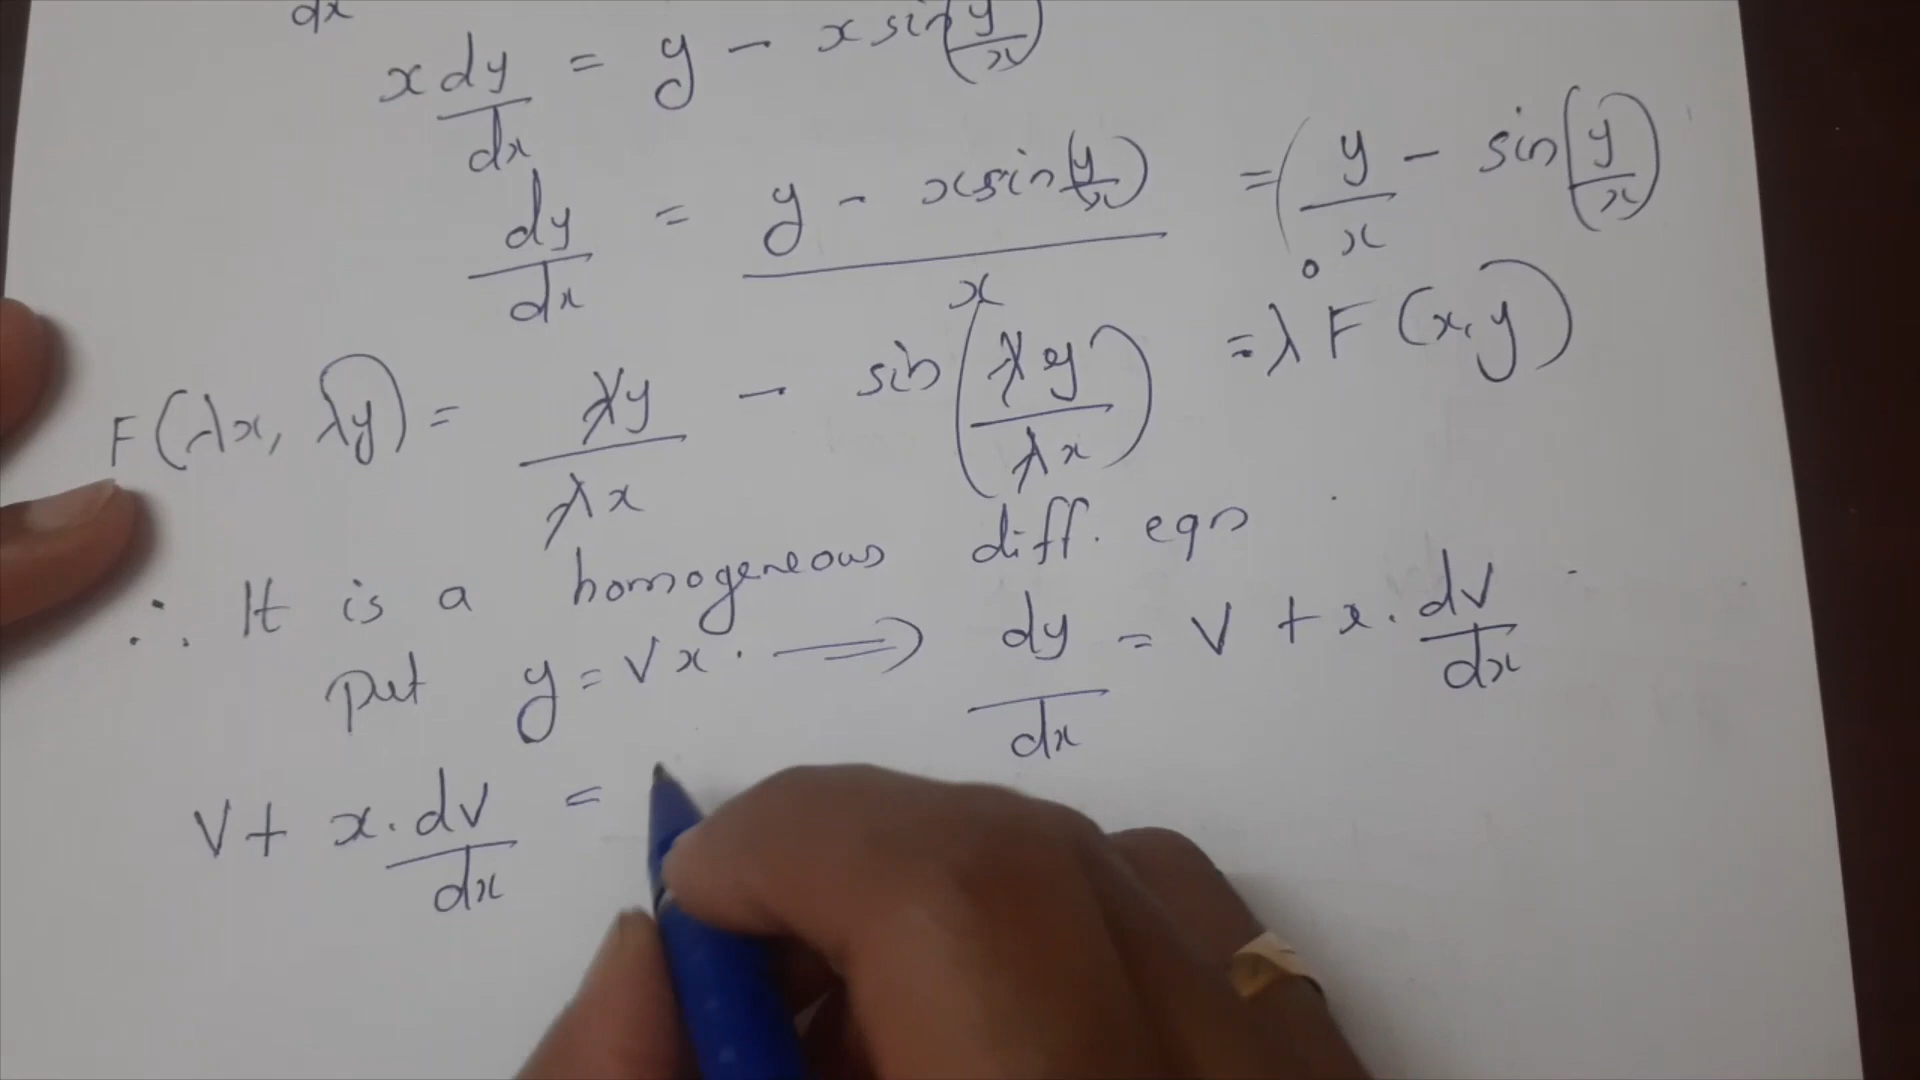 dx
x dy/dx = y - x sin(y/x)
dy/dx = y - x sin(y/x) / x = (y/x - sin(y/x)
F(λx, λy) = λy/λx - sin(λy/λx) = λ° F(x, y)
∴ It is a homogeneous diff. eqn
Put y = Vx. ⟹ dy/dx = V + x. dV/dx
V + x. dV/dx =